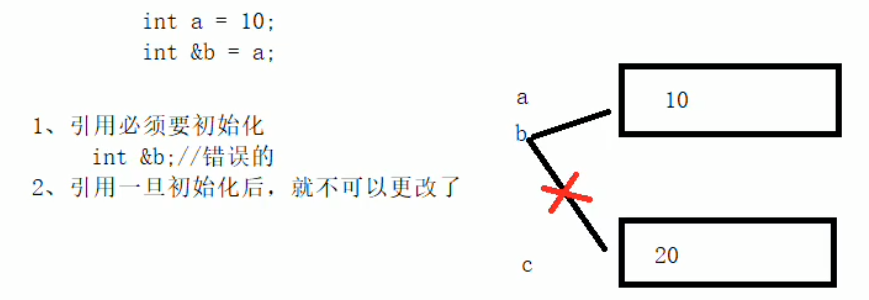 int a = 10;
int &b = a;
1、引用必须要初始化
int &b;//错误的
2、引用一旦初始化后，就不可以更改了
a
10
b
c
20